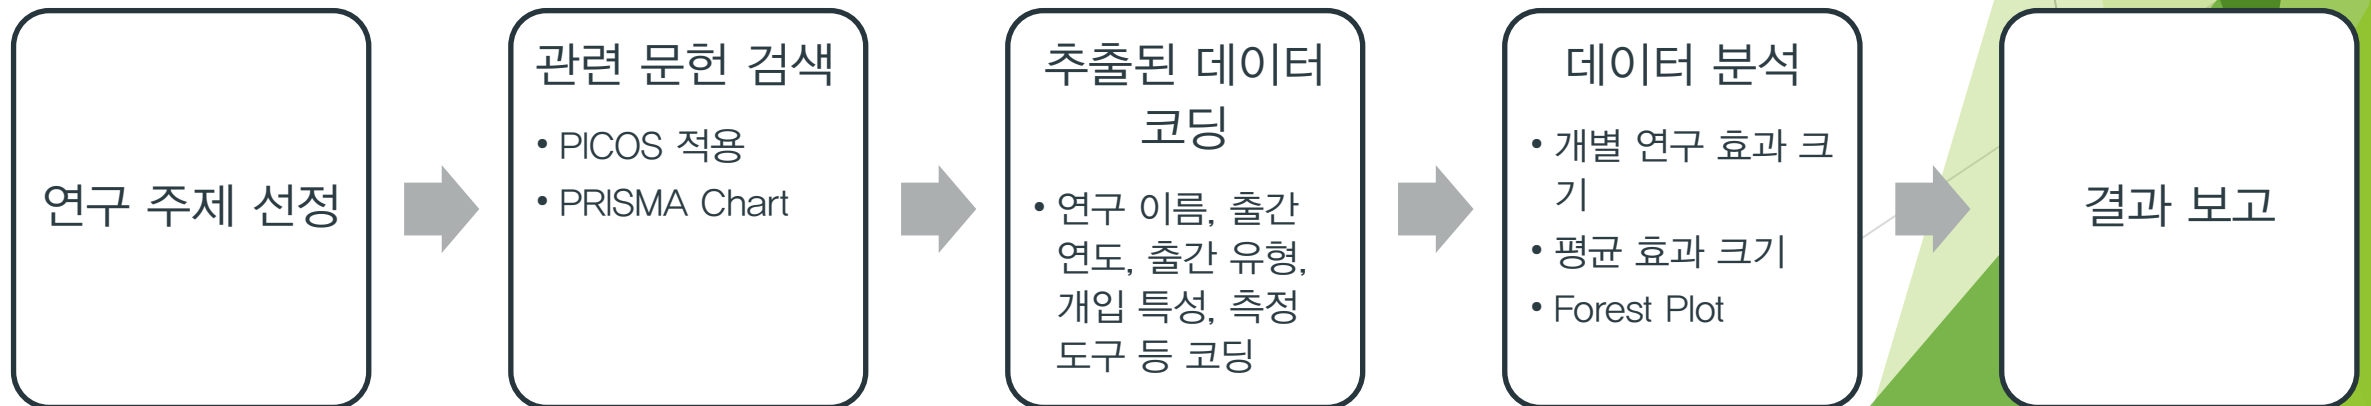 연구 주제 선정
관련 문헌 검색
• PICOS 적용
• PRISMA Chart
추출된 데이터
코딩
• 연구 이름, 출간
연도, 출간 유형,
개입 특성, 측정
도구 등 코딩
데이터 분석
• 개별 연구 효과 크
기
• 평균 효과 크기
• Forest Plot
결과 보고